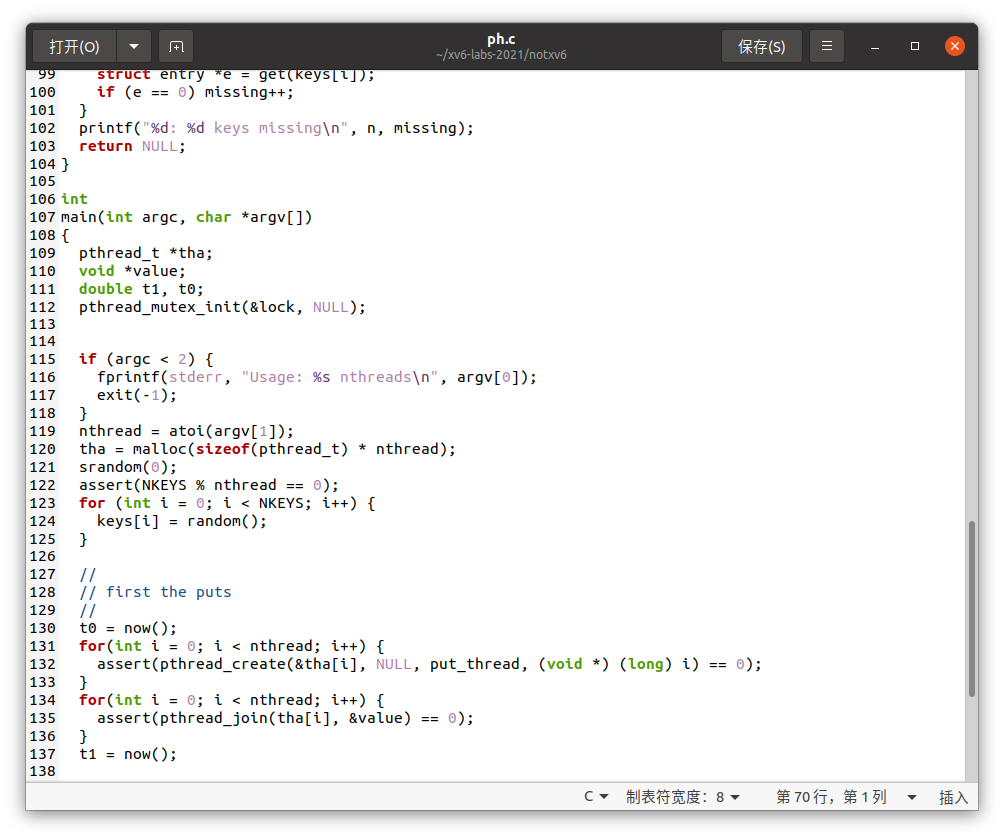 打开(O)
ph.c
~/xv6-labs-2021/notxv6
保存(S)
99     struct entry *e = get(keys[i]);
100     if (e == 0) missing++;
101   }
102   printf("%d: %d keys missing\n", n, missing);
103   return NULL;
104 }
105
106 int
107 main(int argc, char *argv[])
108 {
109   pthread_t *tha;
110   void *value;
111   double t1, t0;
112   pthread_mutex_init(&lock, NULL);
113
114
115   if (argc < 2) {
116     fprintf(stderr, "Usage: %s nthreads\n", argv[0]);
117     exit(-1);
118   }
119   nthread = atoi(argv[1]);
120   tha = malloc(sizeof(pthread_t) * nthread);
121   srandom(0);
122   assert(NKEYS % nthread == 0);
123   for (int i = 0; i < NKEYS; i++) {
124     keys[i] = random();
125   }
126
127   //
128   // first the puts
129   //
130   t0 = now();
131   for(int i = 0; i < nthread; i++) {
132     assert(pthread_create(&tha[i], NULL, put_thread, (void *) (long) i) == 0);
133   }
134   for(int i = 0; i < nthread; i++) {
135     assert(pthread_join(tha[i], &value) == 0);
136   }
137   t1 = now();
138
C 制表符宽度：8 第 70 行，第 1 列 插入